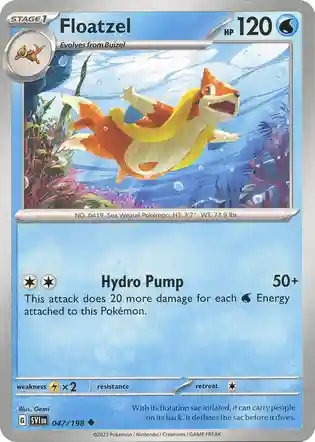 STAGE 1
Floatzel
HP 120
Evolves from Buizel
NO. 0419 Sea Weasel Pokémon HT: 3'7" WT: 73.9 lbs.
Hydro Pump 50+
This attack does 20 more damage for each Energy
attached to this Pokémon.
weakness ×2 resistance retreat
Illus. Gemi
G SVI EN 047/198
With its flotation sac inflated, it can carry people
on its back. It deflates the sac before it dives.
©2023 Pokémon / Nintendo / Creatures / GAME FREAK